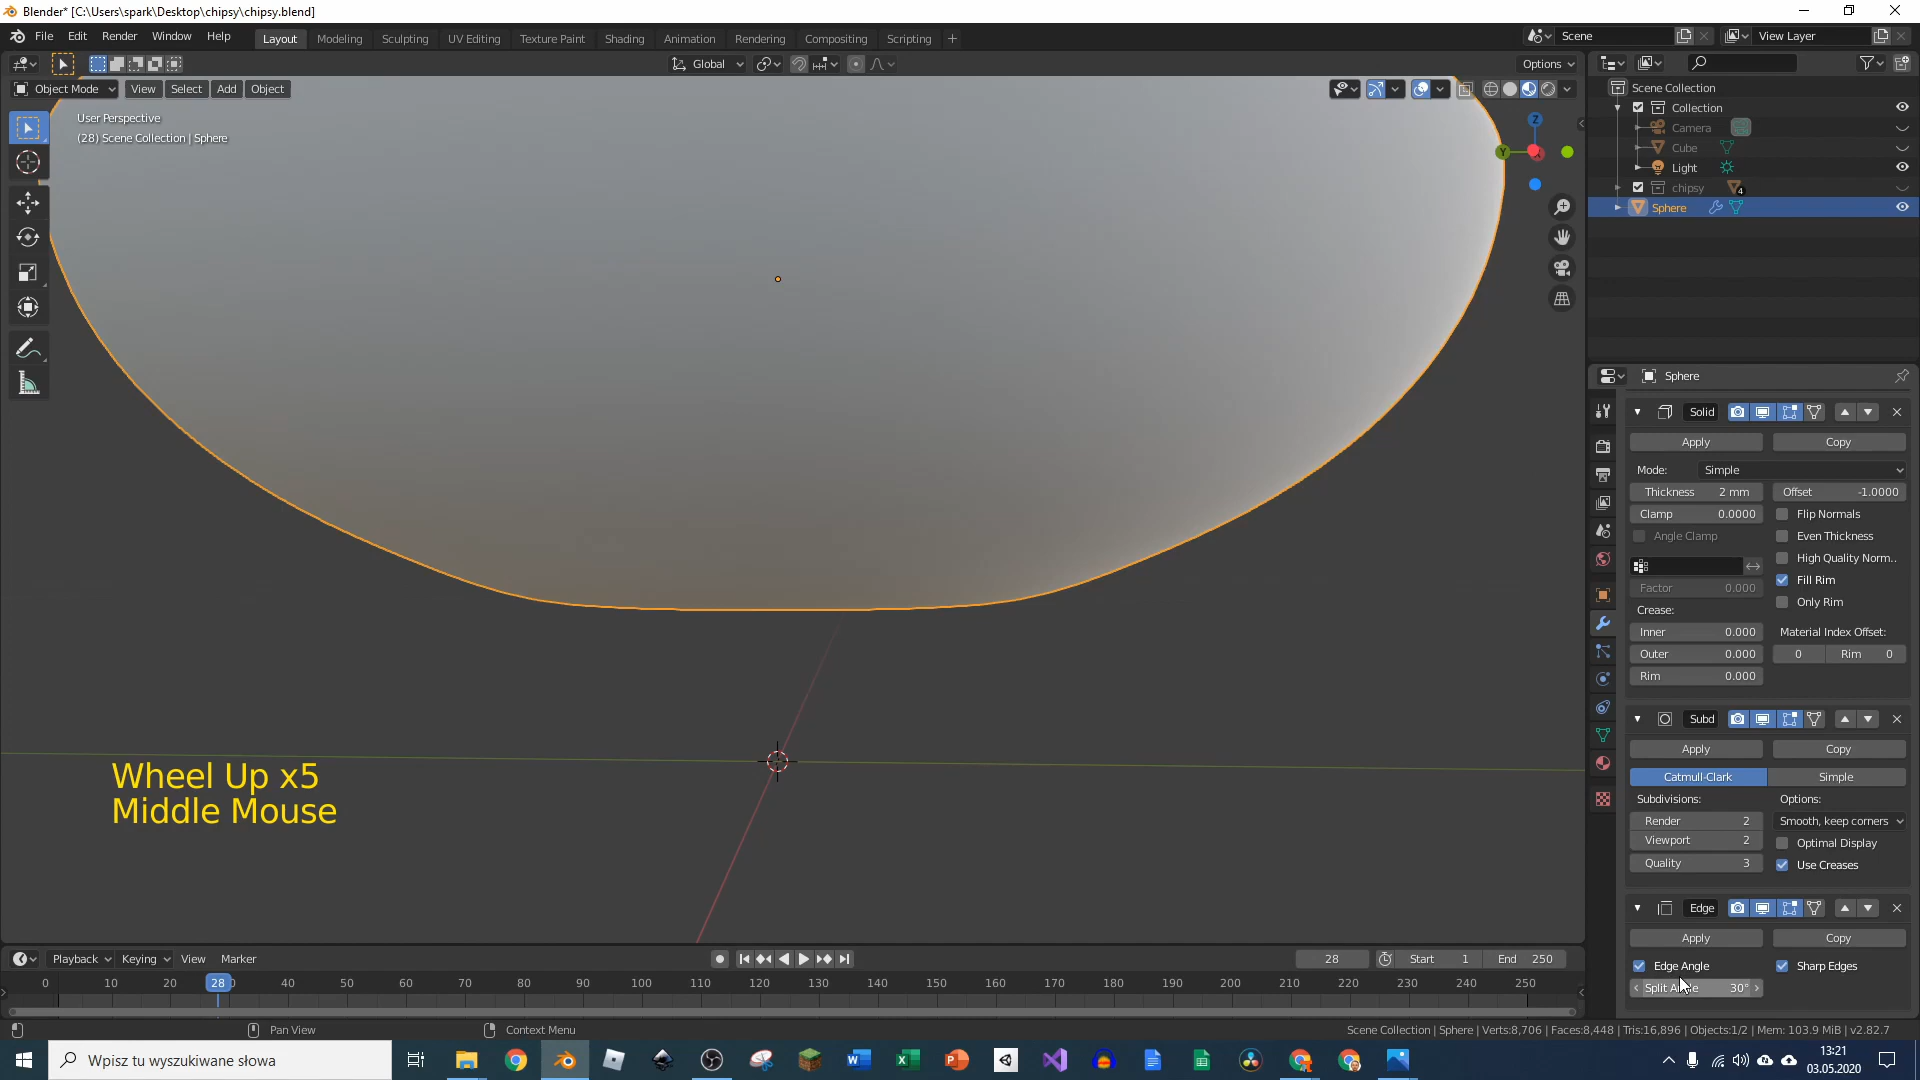 Blender* [C:\Users\spark\Desktop\chipsy\chipsy.blend]
File Edit Render Window Help
Layout Modeling Sculpting UV Editing Texture Paint Shading Animation Rendering Compositing Scripting +
Scene
View Layer
Global
Options
Object Mode View Select Add Object
User Perspective
(28) Scene Collection | Sphere
Z
Y
Scene Collection
Collection
Camera
Cube
Light
chipsy 4
Sphere
Sphere
Solid
Apply Copy
Mode: Simple
Thickness 2 mm Offset -1.0000
Clamp 0.0000 Flip Normals
Angle Clamp Even Thickness
High Quality Norm..
Factor 0.000 Fill Rim
Crease: Only Rim
Inner 0.000 Material Index Offset:
Outer 0.000 0 Rim 0
Rim 0.000
Subd
Apply Copy
Catmull-Clark Simple
Subdivisions: Options:
Render 2 Smooth, keep corners
Viewport 2 Optimal Display
Quality 3 Use Creases
Edge
Apply Copy
Edge Angle Sharp Edges
Split Angle 30°
Wheel Up x5
Middle Mouse
Playback Keying View Marker
28 Start 1 End 250
0 10 20 28 40 50 60 70 80 90 100 110 120 130 140 150 160 170 180 190 200 210 220 230 240 250
Pan View Context Menu
Scene Collection | Sphere | Verts:8,706 | Faces:8,448 | Tris:16,896 | Objects:1/2 | Mem: 103.9 MiB | v2.82.7
Wpisz tu wyszukiwane słowa
13:21
03.05.2020